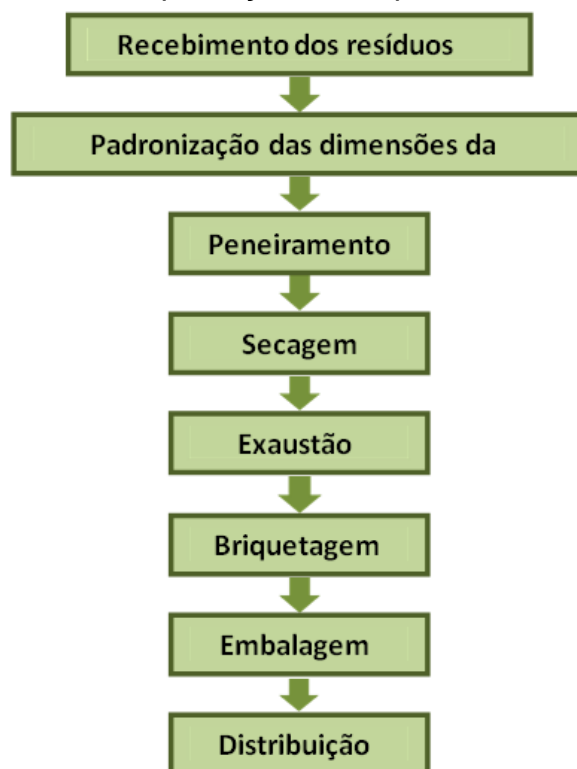 Recebimento dos resíduos
Padronização das dimensões da
Peneiramento
Secagem
Exaustão
Briquetagem
Embalagem
Distribuição